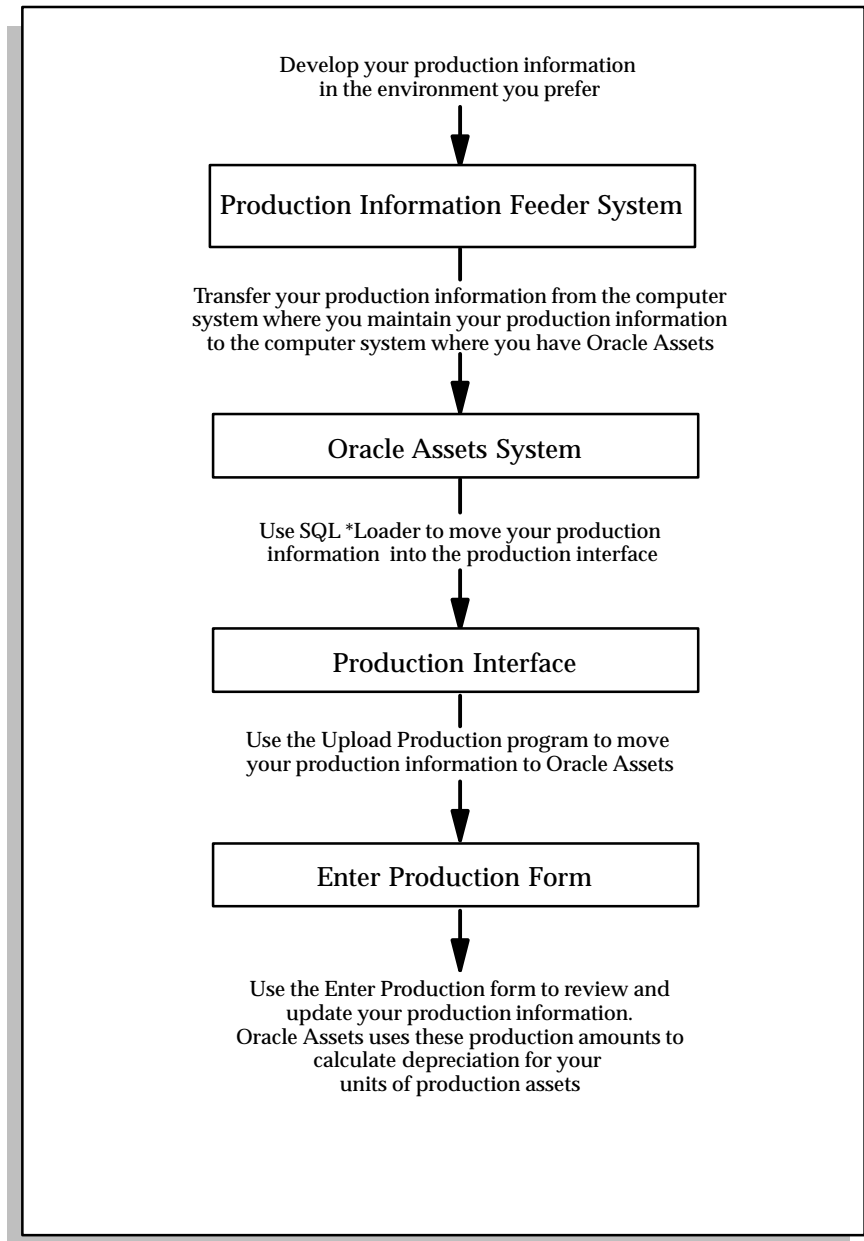 Develop your production information
in the environment you prefer
Production Information Feeder System
Transfer your production information from the computer
system where you maintain your production information
to the computer system where you have Oracle Assets
Oracle Assets System
Use SQL *Loader to move your production
information into the production interface
Production Interface
Use the Upload Production program to move
your production information to Oracle Assets
Enter Production Form
Use the Enter Production form to review and
update your production information.
Oracle Assets uses these production amounts to
calculate depreciation for your
units of production assets